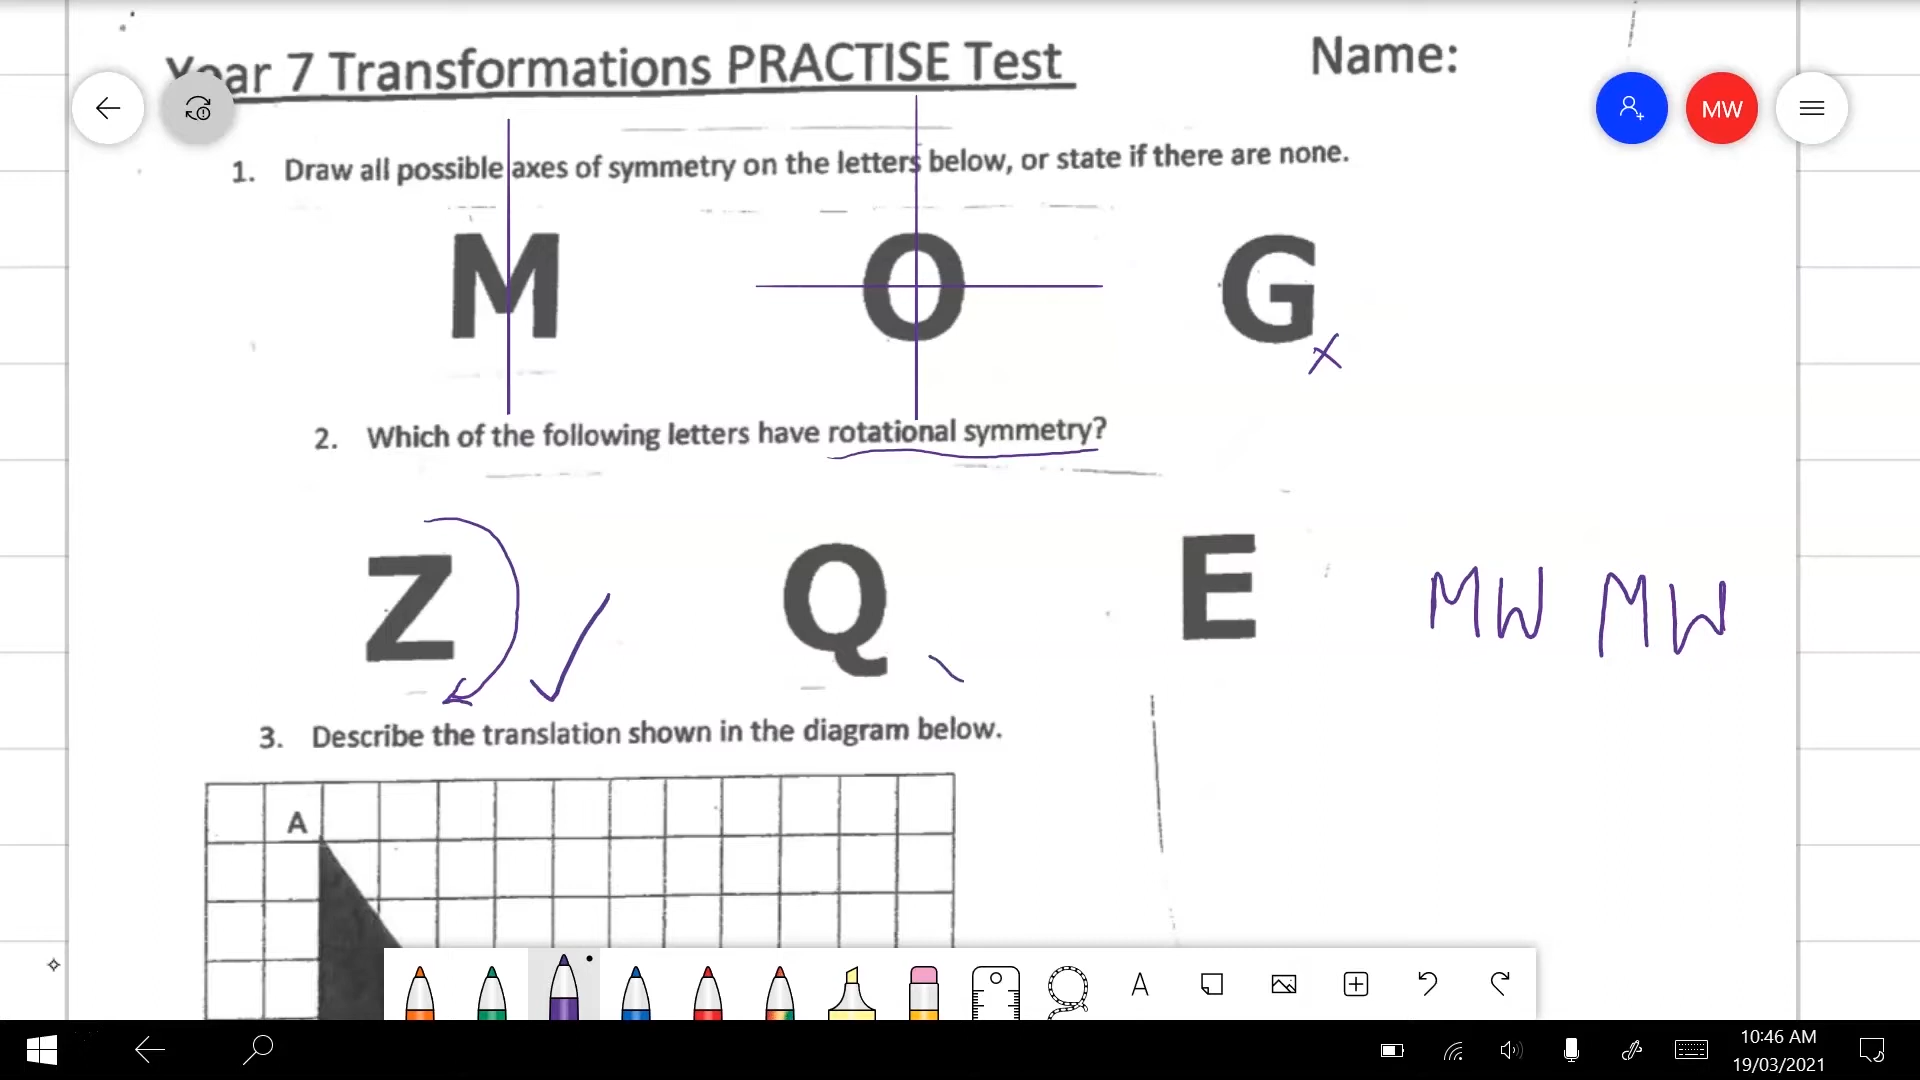 Year 7 Transformations PRACTISE Test Name:
MW
1. Draw all possible axes of symmetry on the letters below, or state if there are none.
M O G
x
2. Which of the following letters have rotational symmetry?
Z Q E MW MW
3. Describe the translation shown in the diagram below.
A
A
10:46 AM
19/03/2021